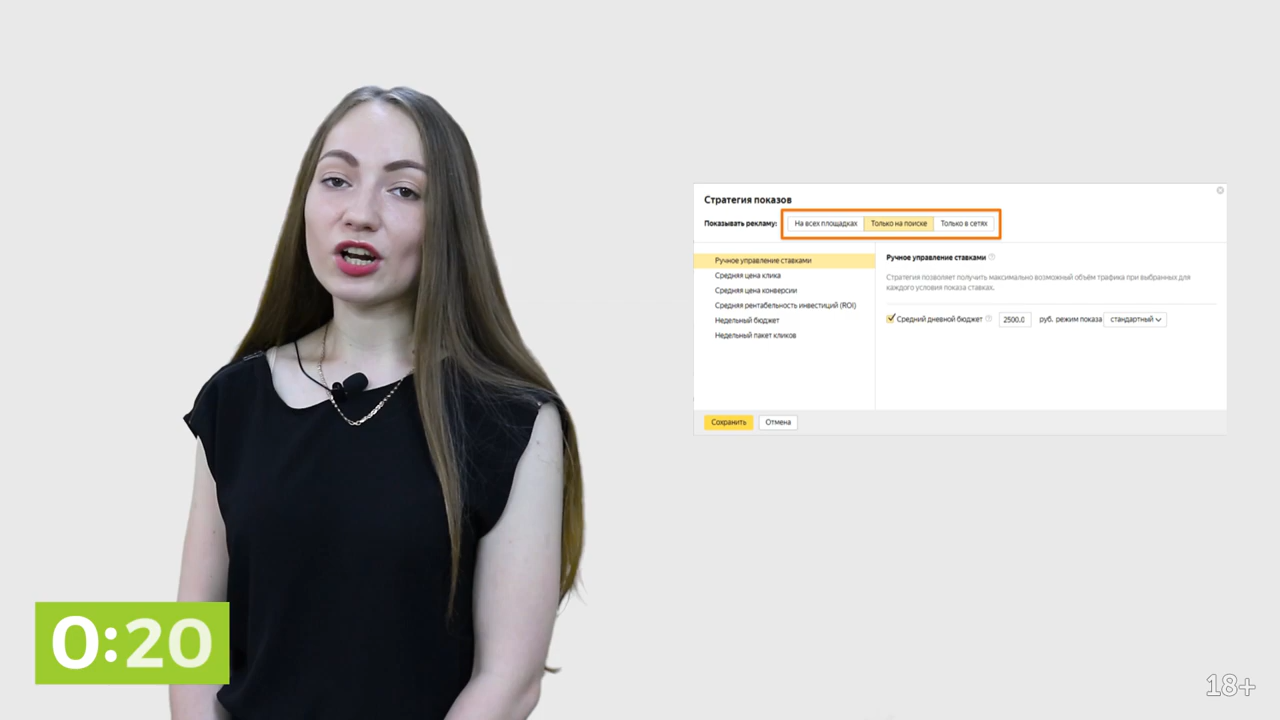 Стратегия показов
Показывать рекламу: На всех площадках Только на поиске Только в сетях
Ручное управление ставками
Средняя цена клика
Средняя цена конверсии
Средняя рентабельность инвестиций (ROI)
Недельный бюджет
Недельный пакет кликов
Ручное управление ставками
Стратегия позволяет получить максимально возможный объём трафика при выбранных для
каждого условия показа ставках.
Средний дневной бюджет 2500.0 руб. режим показа стандартный
Сохранить Отмена
0:20
18+